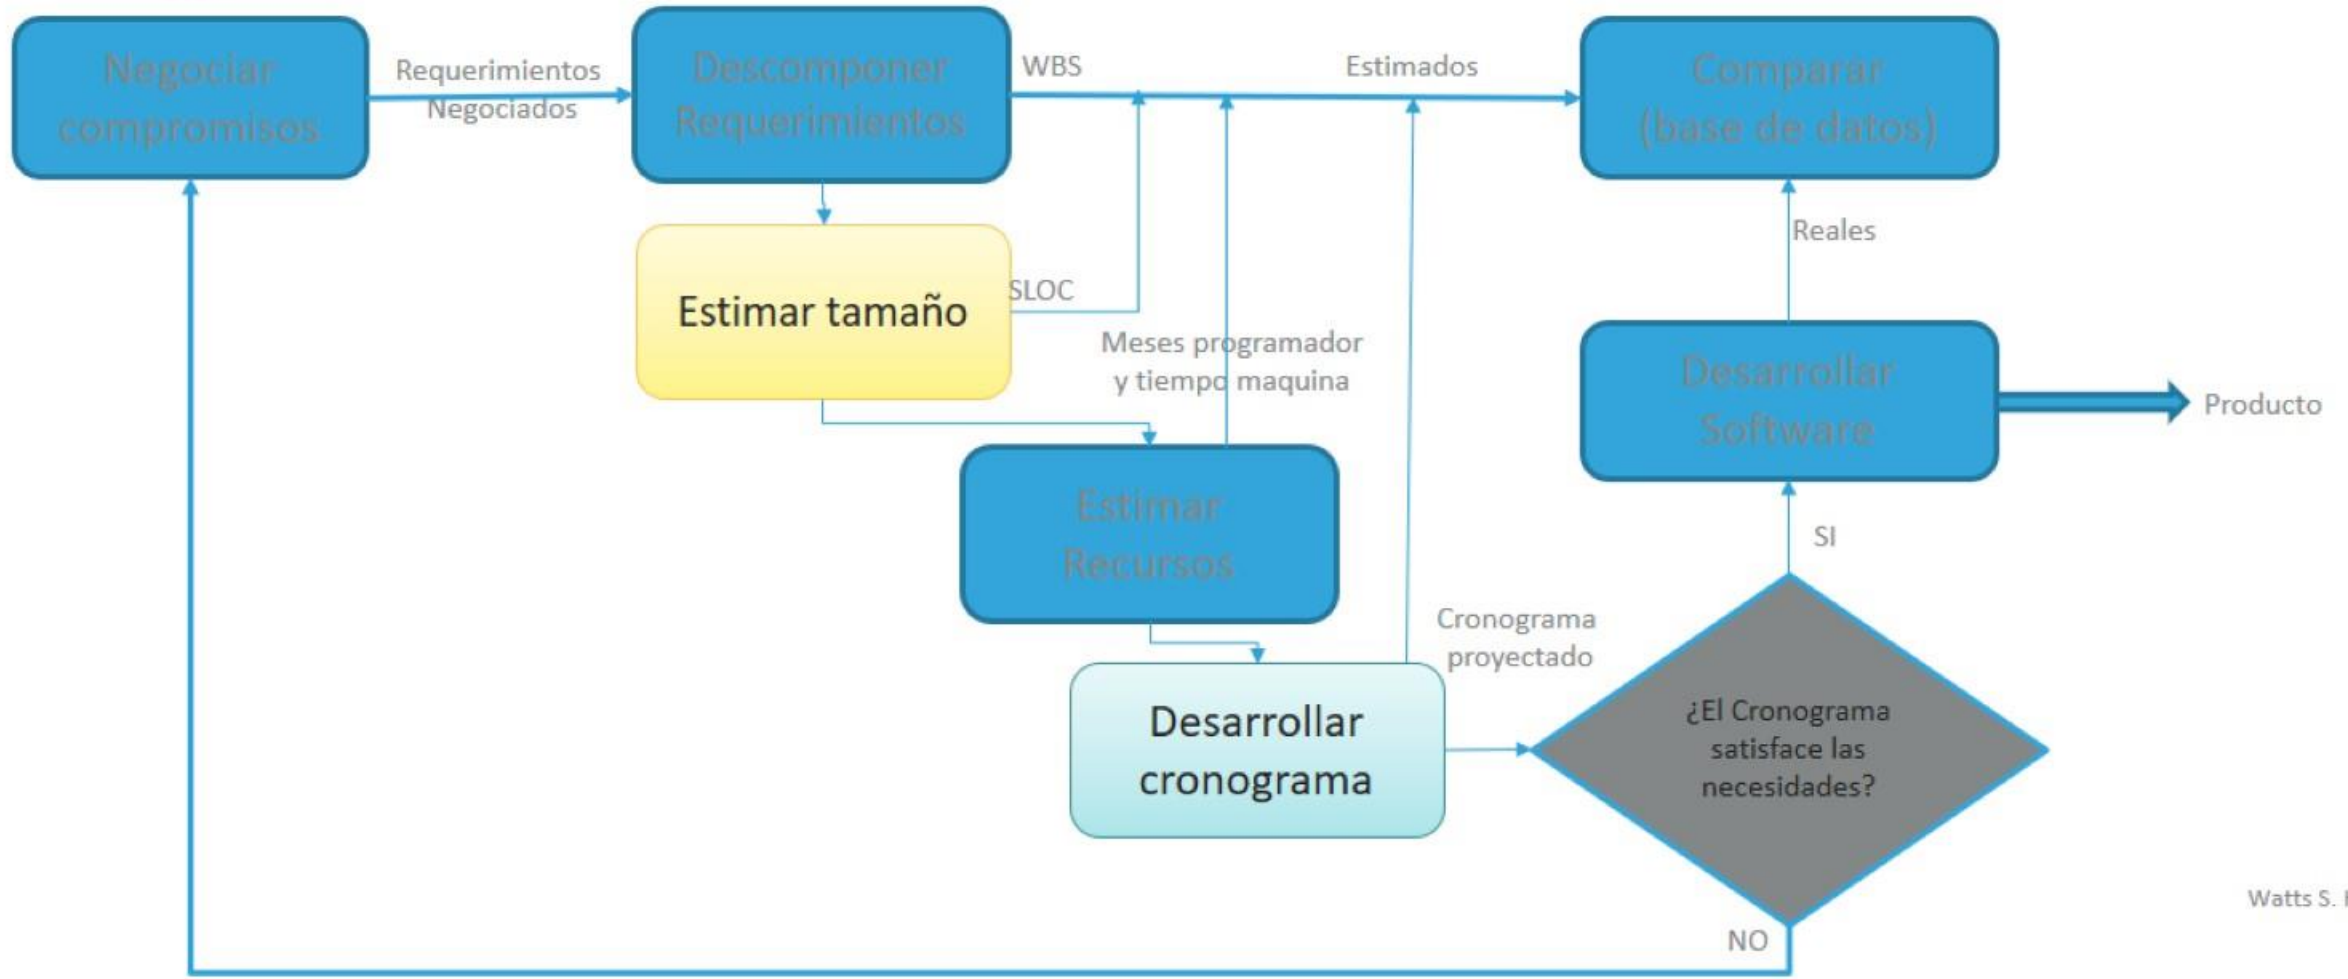 Negociar
compromisos
Requerimientos
Negociados
Descomponer
Requerimientos
WBS
Estimados
Comparar
(base de datos)
Reales
Estimar tamaño
SLOC
Meses programador
y tiempo maquina
Desarrollar
Software
Producto
Estimar
Recursos
SI
Cronograma
proyectado
Desarrollar
cronograma
¿El Cronograma
satisface las
necesidades?
NO
Watts S.